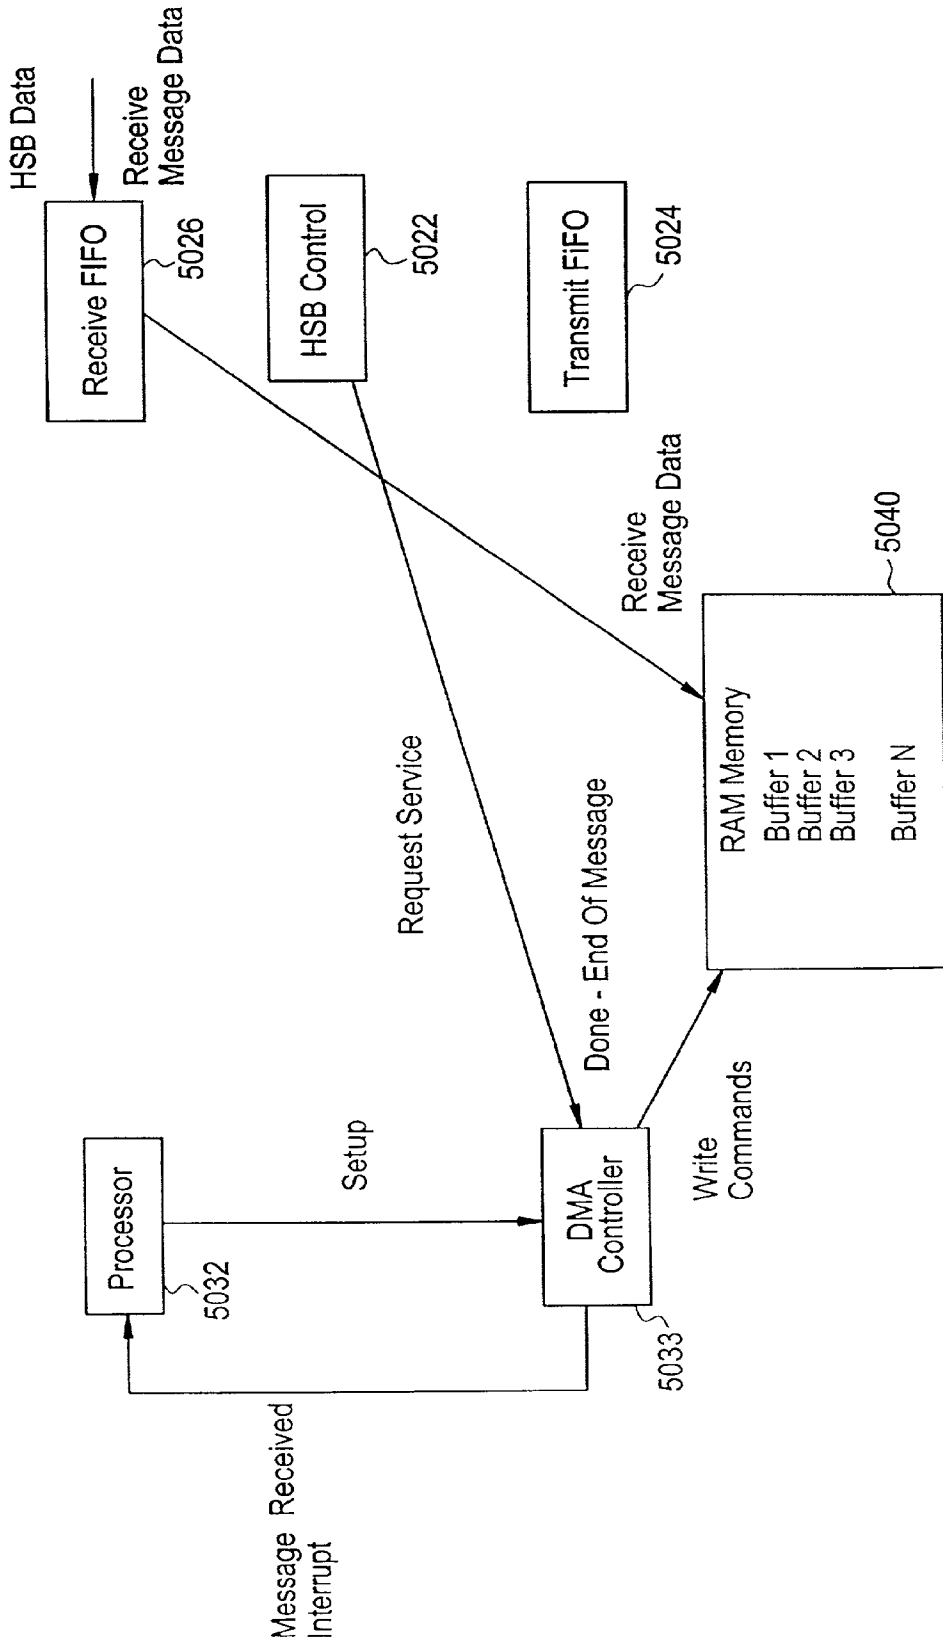 HSB Data
Receive
Message Data
Receive FIFO
5026
HSB Control
5022
Transmit FiFO
5024
Receive
Message Data
RAM Memory
Buffer 1
Buffer 2
Buffer 3
Buffer N
5040
Request Service
Done - End Of Message
Processor
5032
Setup
DMA
Controller
5033
Write
Commands
Message Received
Interrupt